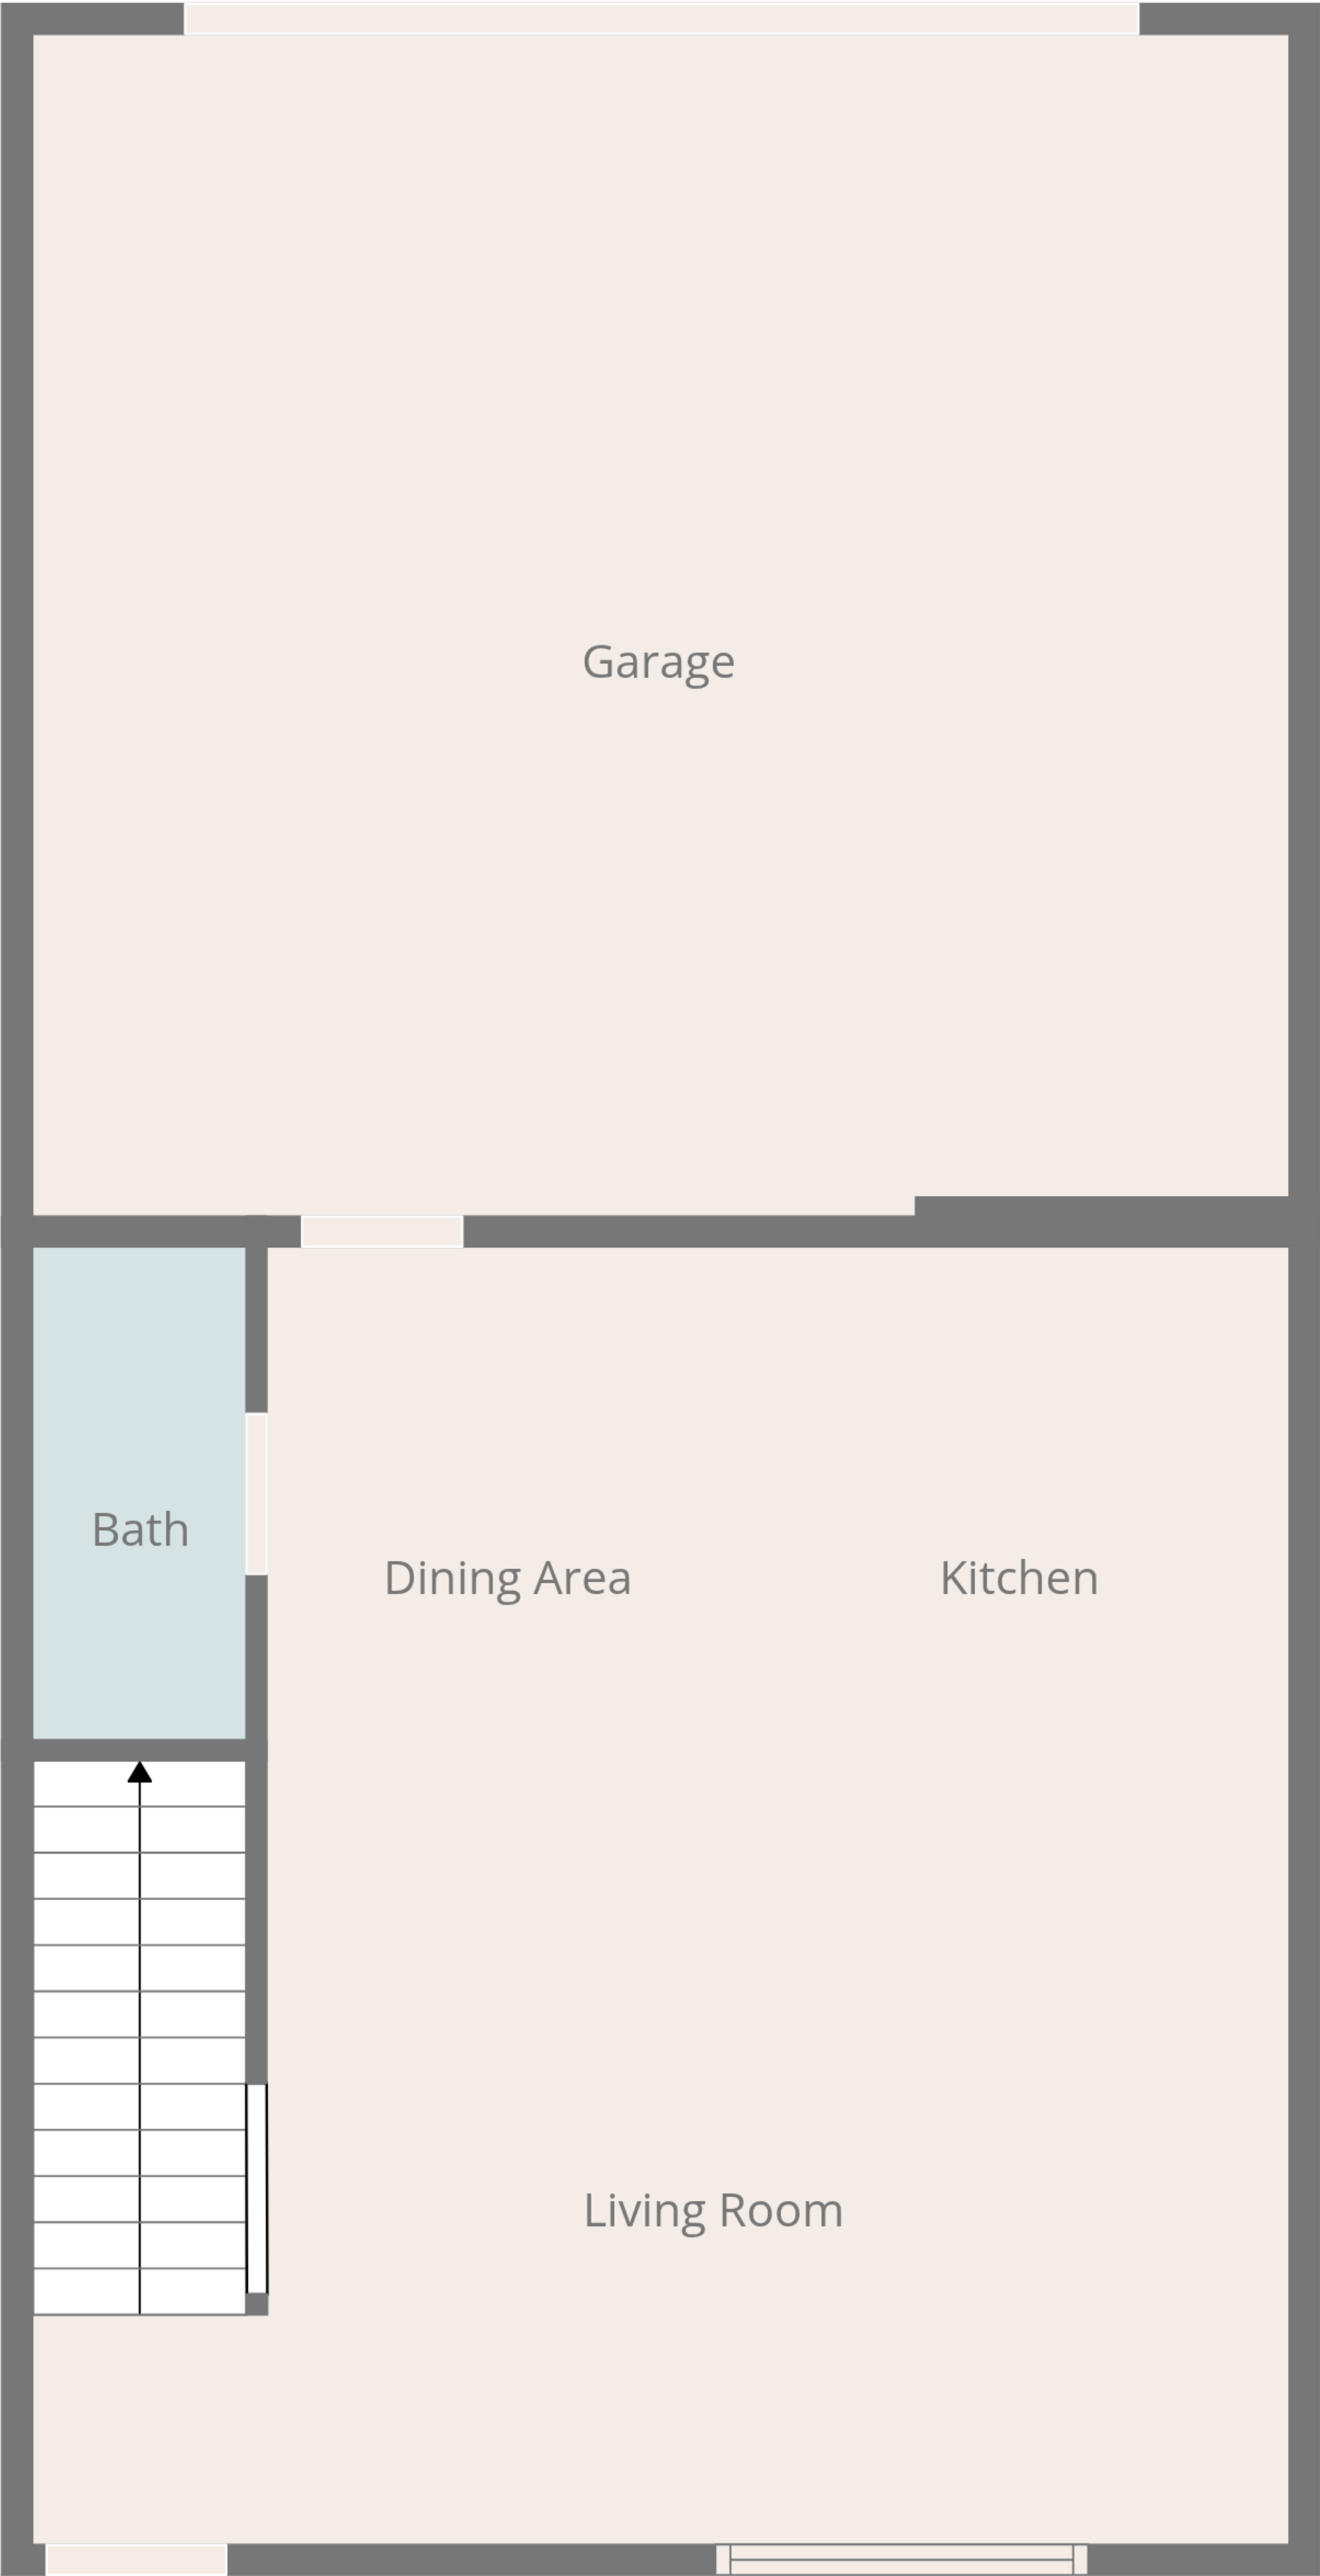 Garage
Bath
Dining Area
Kitchen
Living Room